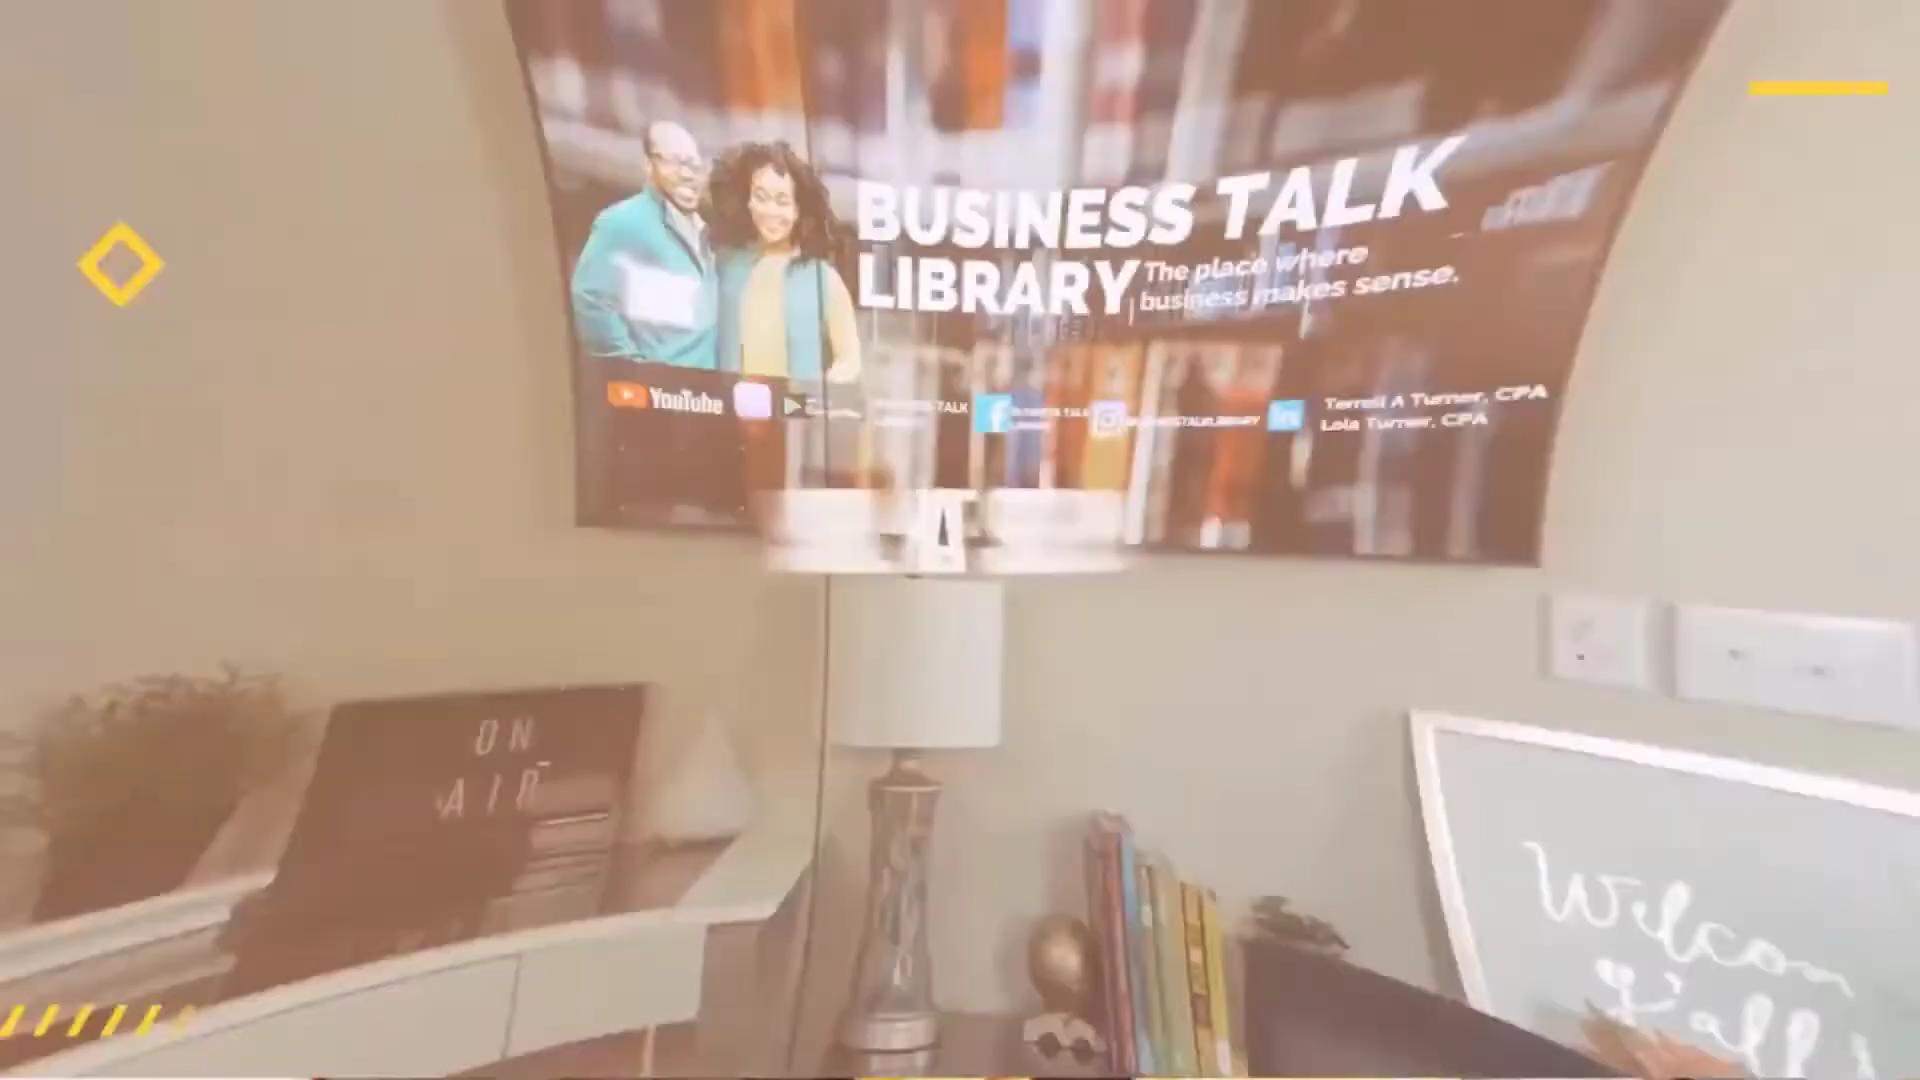 BUSINESS TALK
LIBRARY
The place where
business makes sense.
YouTube
Terrell A Turner, CPA
Lola Turner, CPA
A
ON
AIR
Welcom
Y'all!